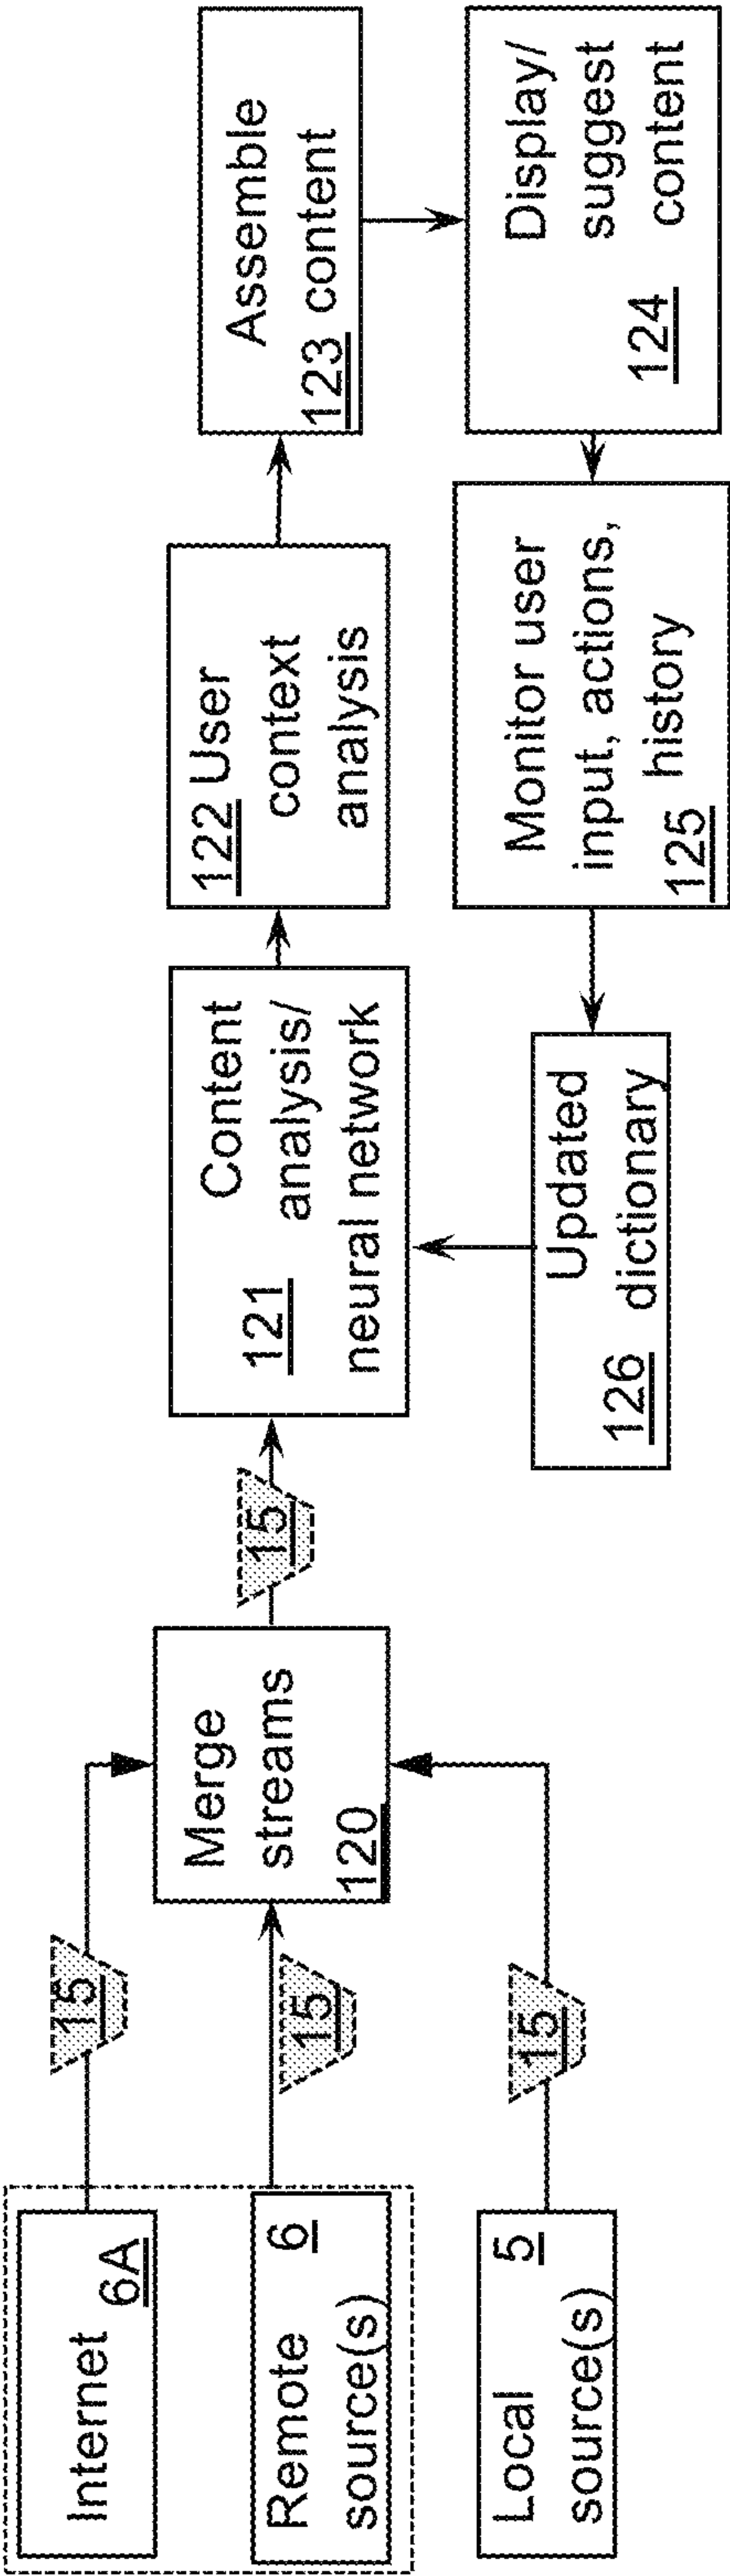 Internet
6A
Remote 6
source(s)
Local 5
source(s)
15
15
15
Merge
streams
120
15
Content
analysis/
121
neural network
122 User
context
analysis
Assemble
123 content
Display/
suggest
124 content
Monitor user
input, actions,
history
125
Updated
126 dictionary